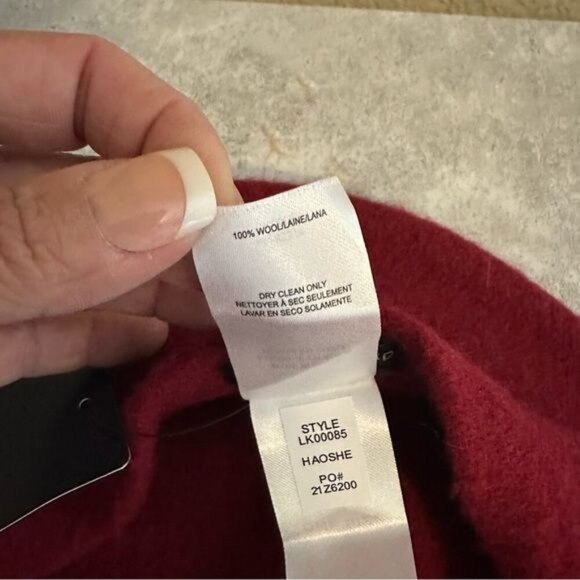 100% WOOL/LAINE/LANA
DRY CLEAN ONLY
NETTOYER À SEC SEULEMENT
LAVAR EN SECO SOLAMENTE
STYLE
LK00085
HAOSHE
PO#
21Z6200